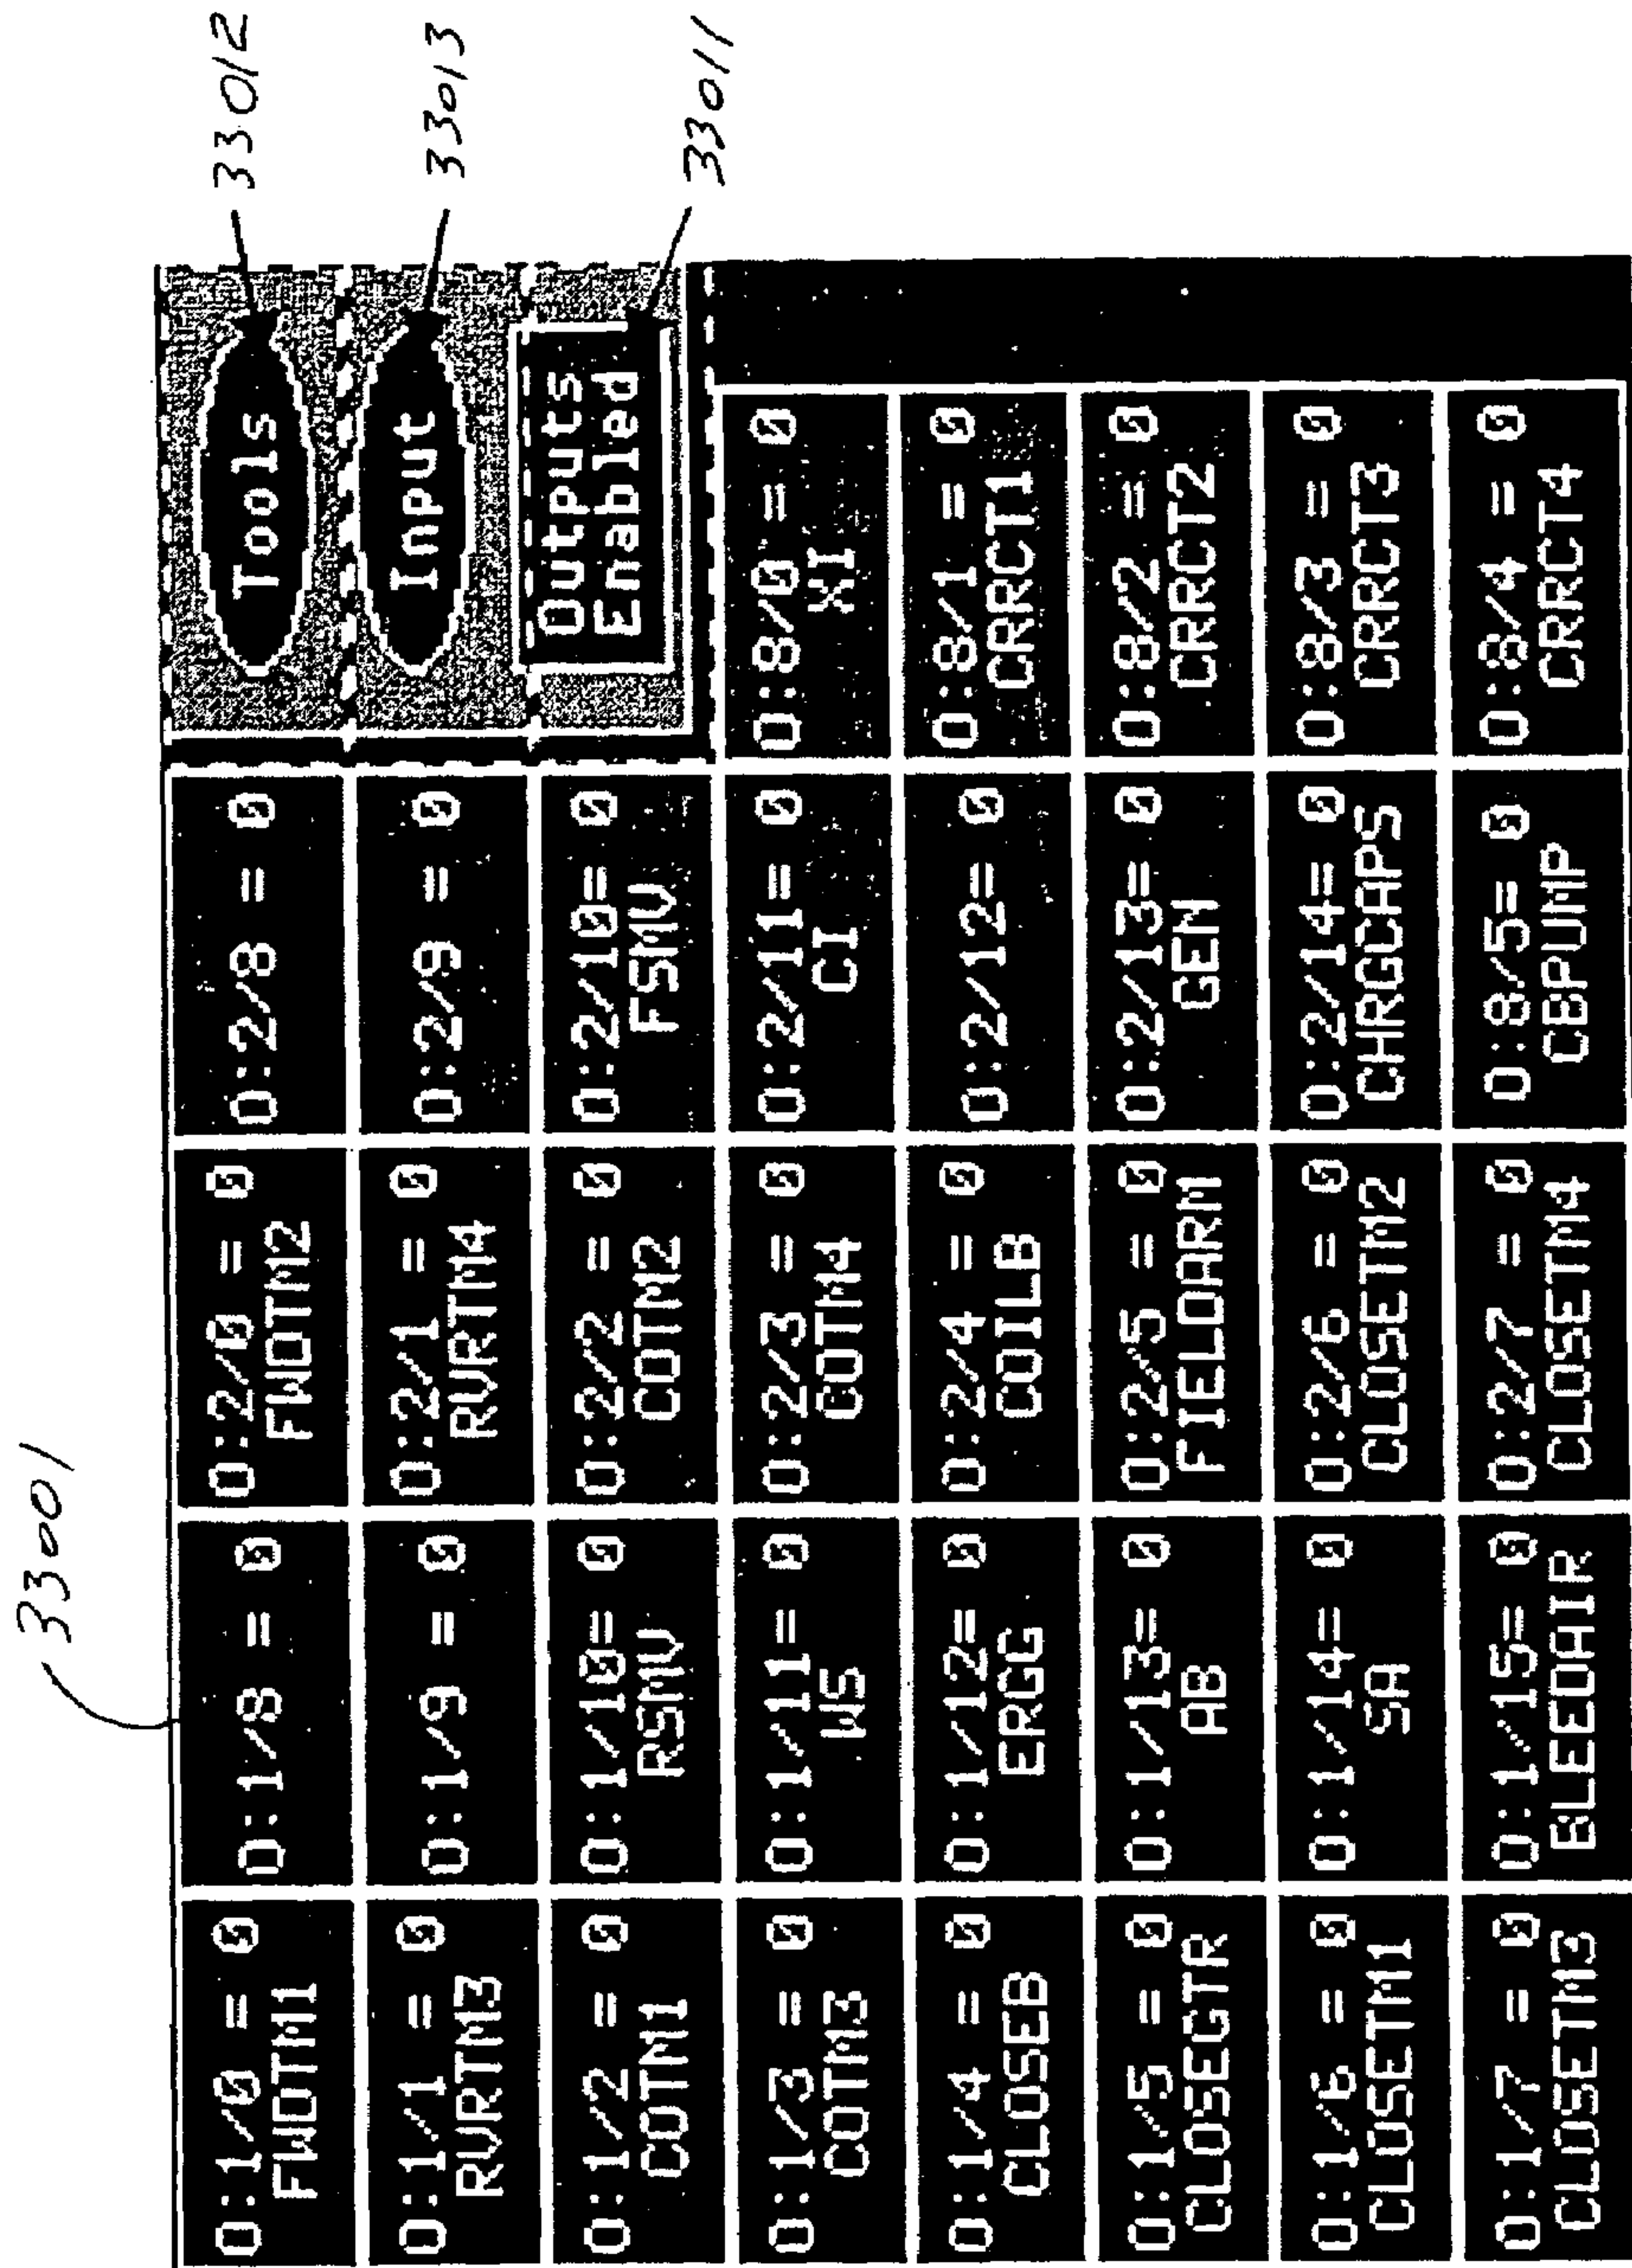 33001
33012
33013
33011
Tools
Input
Outputs
Enabled
O:1/0 = 0
FWDTM1
O:1/8 = 0
O:2/0 = 0
FWDTM2
O:2/8 = 0
O:1/1 = 0
RVRTM3
O:1/9 = 0
O:2/1 = 0
RVRTM4
O:2/9 = 0
O:1/2 = 0
COTM1
O:1/10= 0
RSMV
O:2/2 = 0
COTM2
O:2/10= 0
FSMV
O:1/3 = 0
COTM3
O:1/11= 0
WS
O:2/3 = 0
COTM4
O:2/11= 0
CI
O:8/0 = 0
XI
O:1/4 = 0
CLOSEB
O:1/12= 0
ERGG
O:2/4 = 0
COILB
O:2/12= 0
O:8/1 = 0
CRRCT1
O:1/5 = 0
CLOSEGTR
O:1/13= 0
AB
O:2/5 = 0
FIELDARM
O:2/13= 0
GEN
O:8/2 = 0
CRRCT2
O:1/6 = 0
CLOSETM1
O:1/14= 0
SA
O:2/6 = 0
CLOSETM2
O:2/14= 0
CHRGCAPS
O:8/3 = 0
CRRCT3
O:1/7 = 0
CLOSETM3
O:1/15= 0
BLEEDAIR
O:2/7 = 0
CLOSETM4
O:8/5= 0
CBPUMP
O:8/4 = 0
CRRCT4